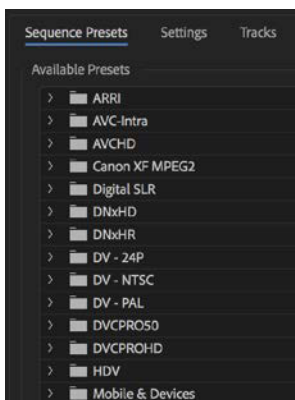 Sequence Presets Settings Tracks
Available Presets
ARRI
AVC-Intra
AVCHD
Canon XF MPEG2
Digital SLR
DNxHD
DNxHR
DV - 24P
DV - NTSC
DV - PAL
DVCPRO50
DVCPROHD
HDV
Mobile & Devices